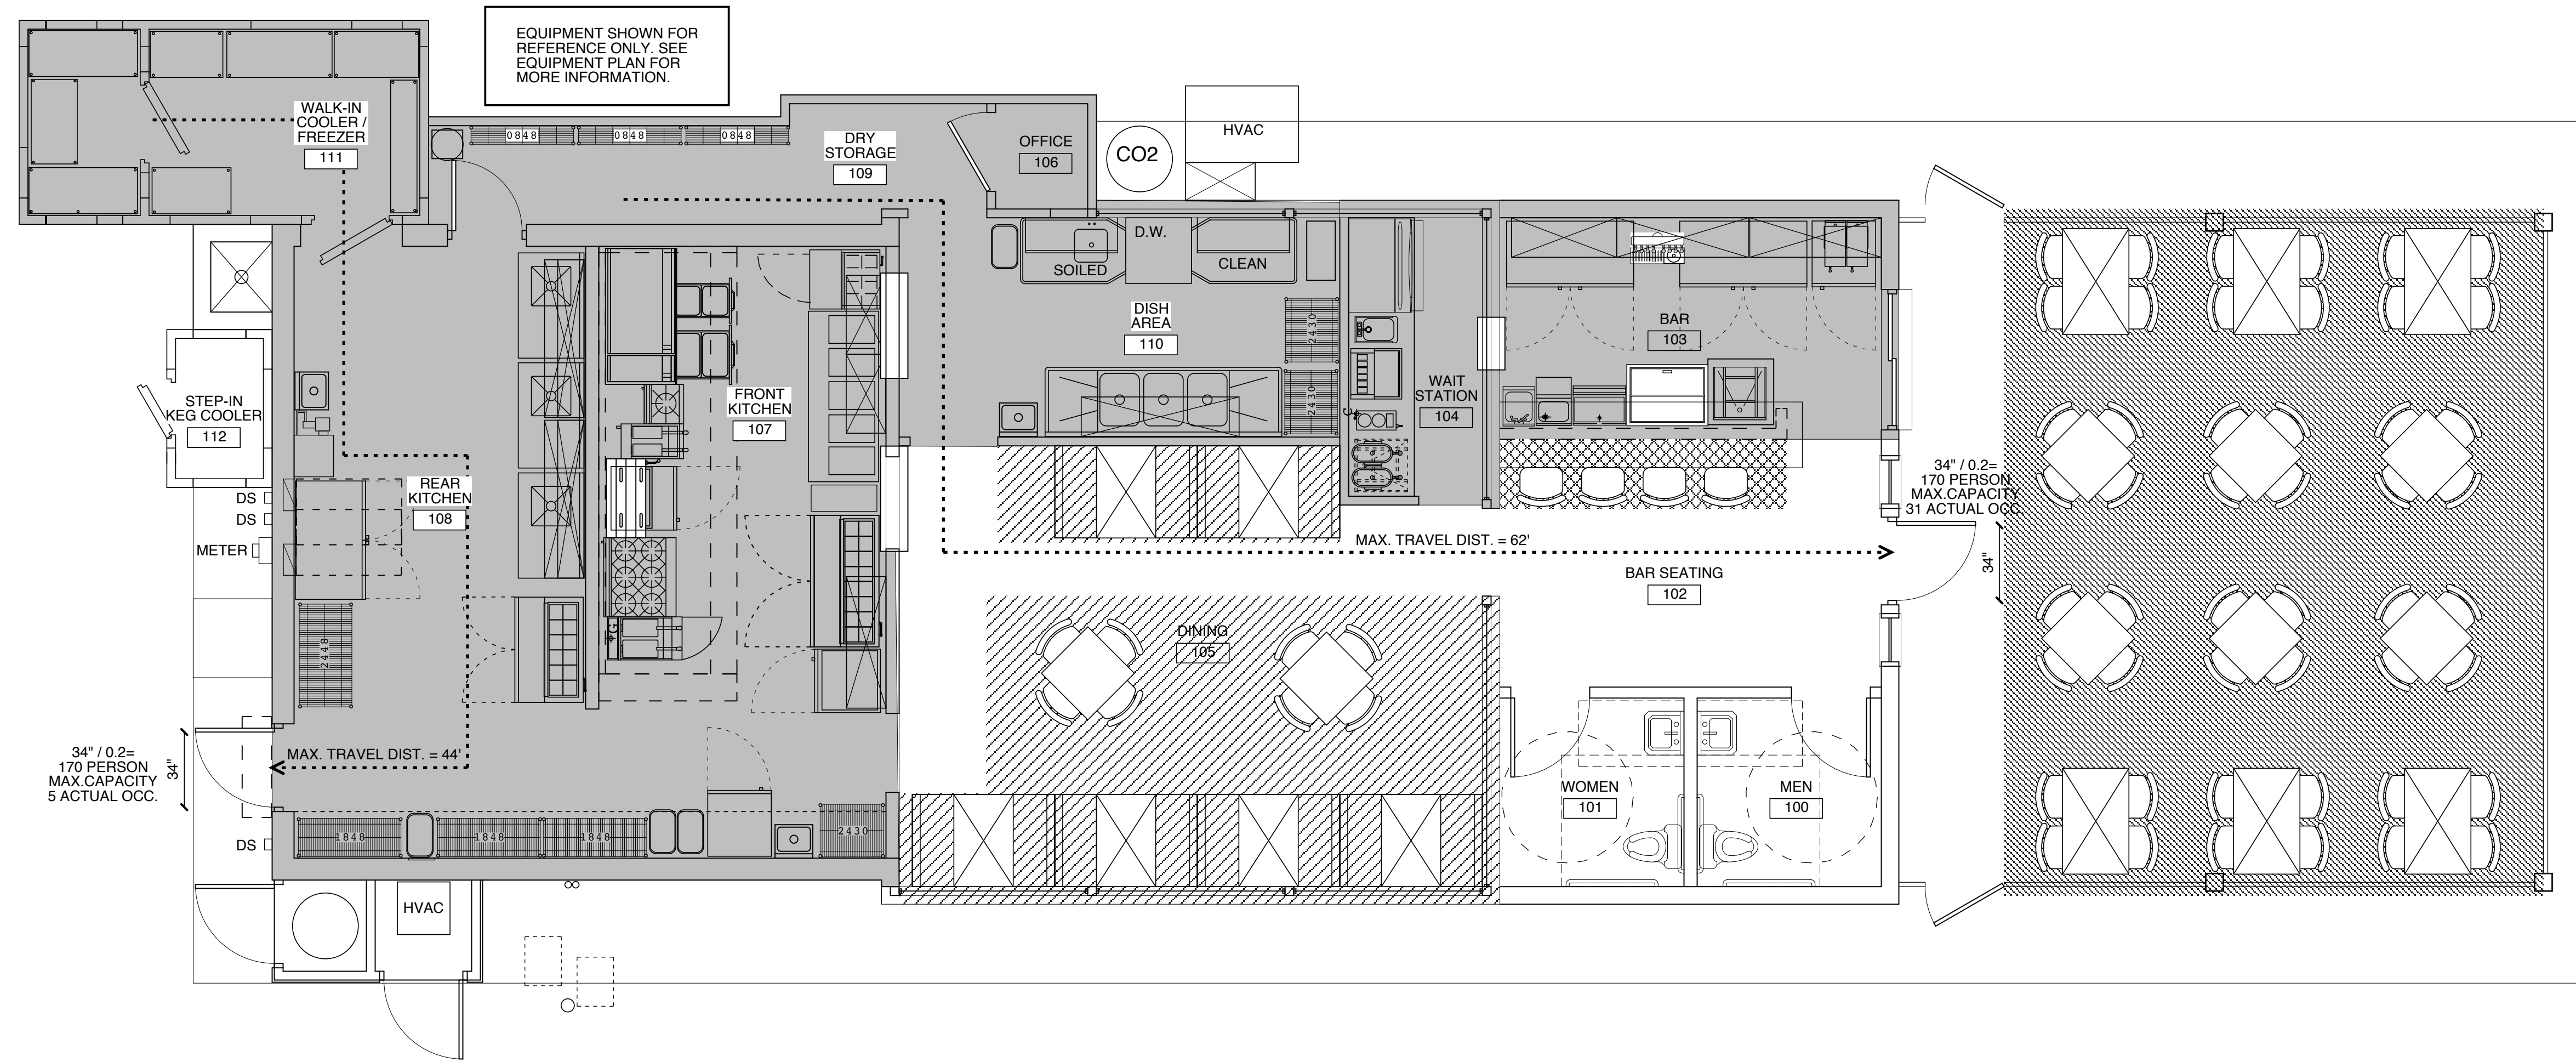 EQUIPMENT SHOWN FOR
REFERENCE ONLY. SEE
EQUIPMENT PLAN FOR
MORE INFORMATION.
WALK-IN
COOLER /
FREEZER
111
0848
0848
0848
DRY
STORAGE
109
OFFICE
106
CO2
HVAC
SOILED
D.W.
CLEAN
DISH
AREA
110
2430
2430
BAR
103
WAIT
STATION
104
C
STEP-IN
KEG COOLER
112
FRONT
KITCHEN
107
REAR
KITCHEN
108
DS
DS
METER
34" / 0.2=
170 PERSON
MAX.CAPACITY
31 ACTUAL OCC.
34"
MAX. TRAVEL DIST. = 62'
BAR SEATING
102
DINING
105
G
2448
MAX. TRAVEL DIST. = 44'
34" / 0.2=
170 PERSON
MAX.CAPACITY
5 ACTUAL OCC.
34"
WOMEN
101
MEN
100
DS
1848
1848
1848
2430
HVAC